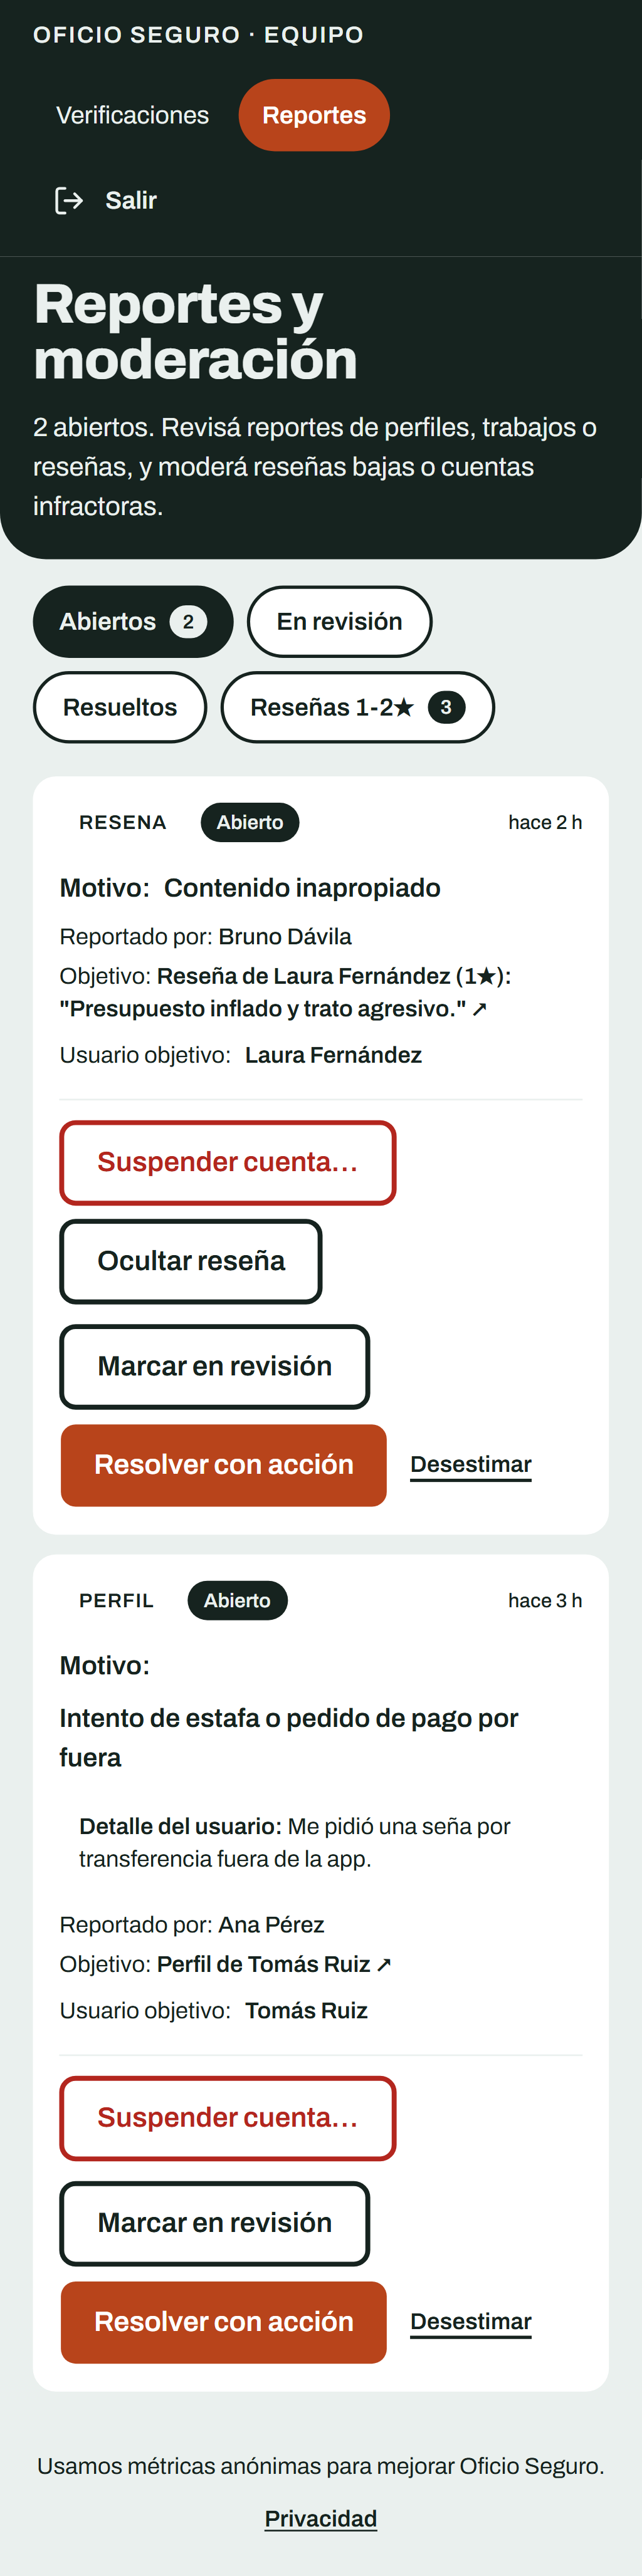 OFICIO SEGURO · EQUIPO
Verificaciones
Reportes
Salir
Reportes y
moderación
2 abiertos. Revisá reportes de perfiles, trabajos o
reseñas, y moderá reseñas bajas o cuentas
infractoras.
Abiertos 2
En revisión
Resueltos
Reseñas 1-2★ 3
RESENA
Abierto
hace 2 h
Motivo: Contenido inapropiado
Reportado por: Bruno Dávila
Objetivo: Reseña de Laura Fernández (1★):
"Presupuesto inflado y trato agresivo." ↗
Usuario objetivo: Laura Fernández
Suspender cuenta…
Ocultar reseña
Marcar en revisión
Resolver con acción
Desestimar
PERFIL
Abierto
hace 3 h
Motivo:
Intento de estafa o pedido de pago por
fuera
Detalle del usuario: Me pidió una seña por
transferencia fuera de la app.
Reportado por: Ana Pérez
Objetivo: Perfil de Tomás Ruiz ↗
Usuario objetivo: Tomás Ruiz
Suspender cuenta…
Marcar en revisión
Resolver con acción
Desestimar
Usamos métricas anónimas para mejorar Oficio Seguro.
Privacidad